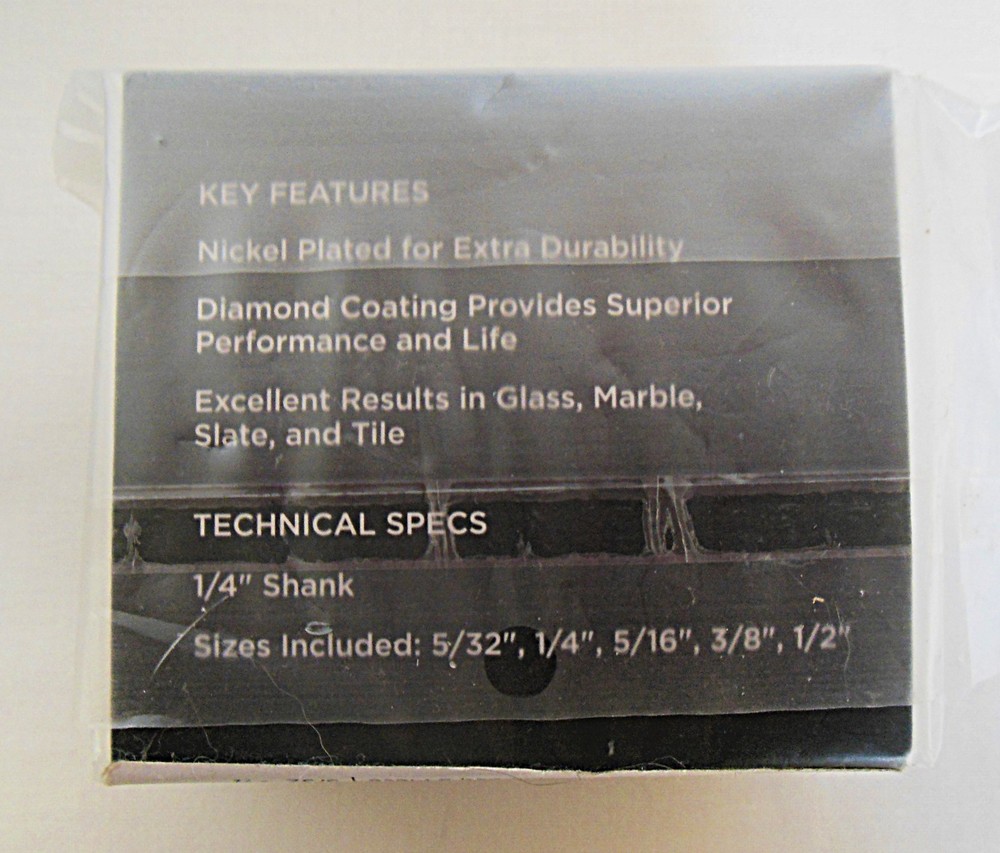 KEY FEATURES
Nickel Plated for Extra Durability
Diamond Coating Provides Superior
Performance and Life
Excellent Results in Glass, Marble,
Slate, and Tile
TECHNICAL SPECS
1/4" Shank
Sizes Included: 5/32", 1/4", 5/16", 3/8", 1/2"